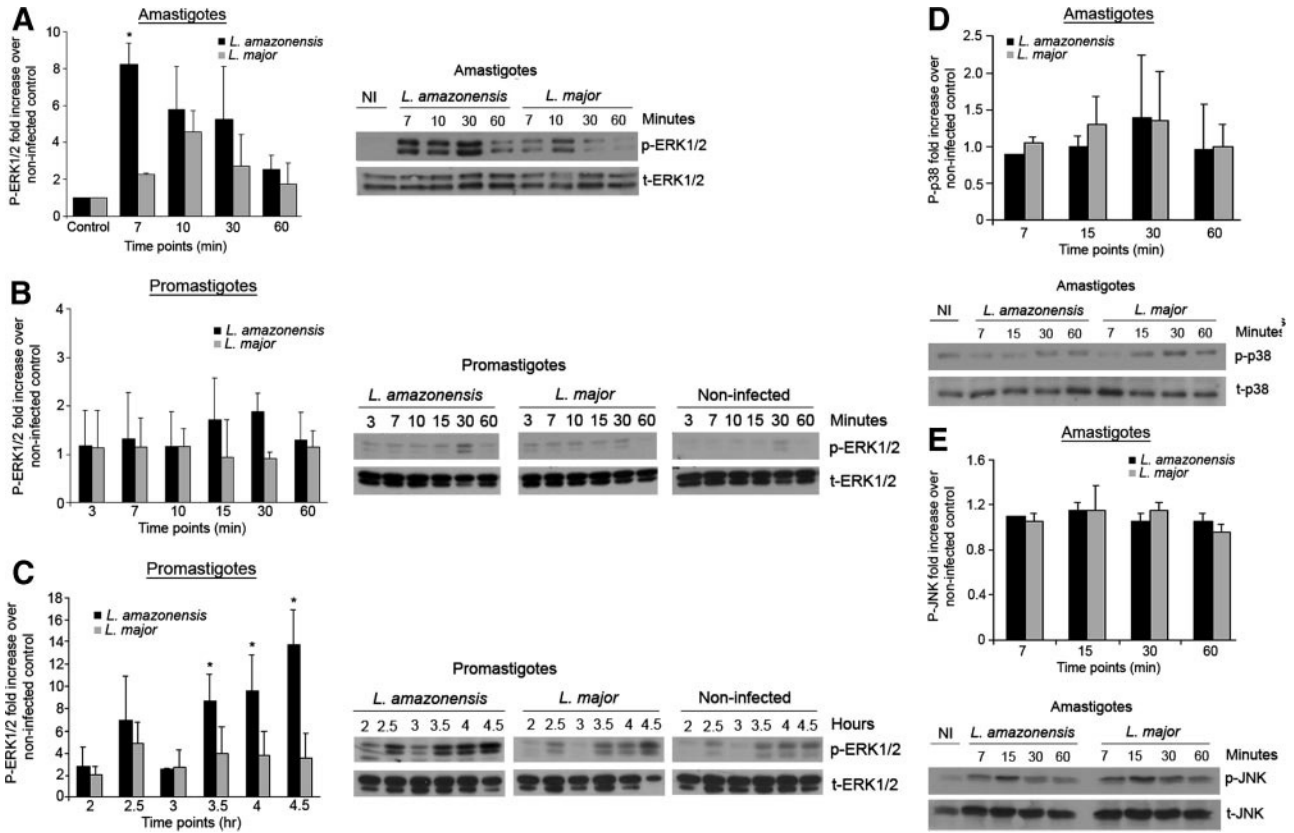 A
Amastigotes
P-ERK1/2 fold increase over
non-infected control
10
8
6
4
2
0
*
L. amazonensis
L. major
Control 7 10 30 60
Time points (min)
Amastigotes
NI L. amazonensis L. major
7 10 30 60 7 10 30 60 Minutes
p-ERK1/2
t-ERK1/2
B
Promastigotes
P-ERK1/2 fold increase over
non-infected control
4
3
2
1
0
L. amazonensis
L. major
3 7 10 15 30 60
Time points (min)
Promastigotes
L. amazonensis L. major Non-infected
3 7 10 15 30 60 3 7 10 15 30 60 3 7 10 15 30 60 Minutes
p-ERK1/2
t-ERK1/2
C
Promastigotes
P-ERK1/2 fold increase over
non-infected control
18
16
14
12
10
8
6
4
2
0
L. amazonensis
L. major
* * *
2 2.5 3 3.5 4 4.5
Time points (hr)
Promastigotes
L. amazonensis L. major Non-infected
2 2.5 3 3.5 4 4.5 2 2.5 3 3.5 4 4.5 2 2.5 3 3.5 4 4.5 Hours
p-ERK1/2
t-ERK1/2
D
Amastigotes
P-p38 fold increase over
non-infected control
2.5
2.0
1.5
1.0
0.5
0
L. amazonensis
L. major
7 15 30 60
Time points (min)
Amastigotes
NI L. amazonensis L. major
7 15 30 60 7 15 30 60 Minutes
p-p38
t-p38
E
Amastigotes
P-JNK fold increase over
non-infected control
1.6
1.2
0.8
0.4
0
L. amazonensis
L. major
7 15 30 60
Time points (min)
Amastigotes
NI L. amazonensis L. major
7 15 30 60 7 15 30 60 Minutes
p-JNK
t-JNK